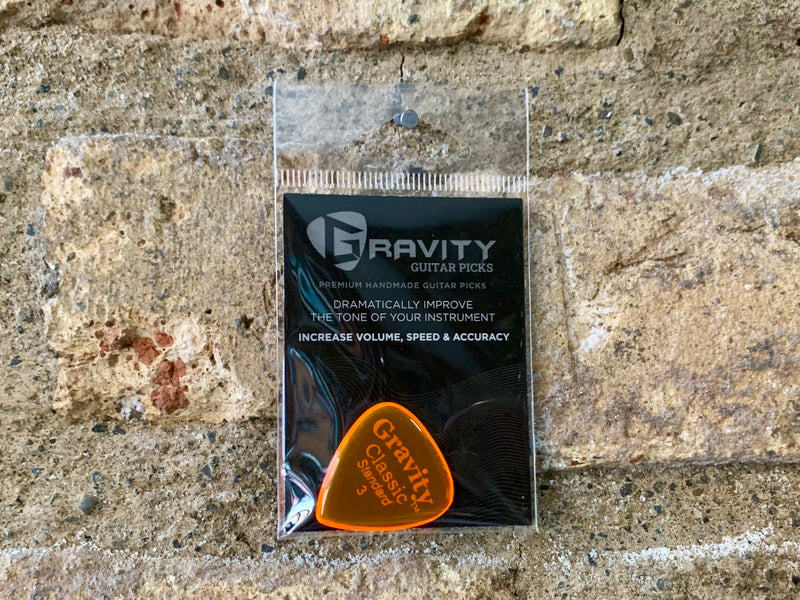 GRAVITY
GUITAR PICKS
PREMIUM HANDMADE GUITAR PICKS
DRAMATICALLY IMPROVE
THE TONE OF YOUR INSTRUMENT
INCREASE VOLUME, SPEED & ACCURACY
Gravity™
Classic
Standard
3